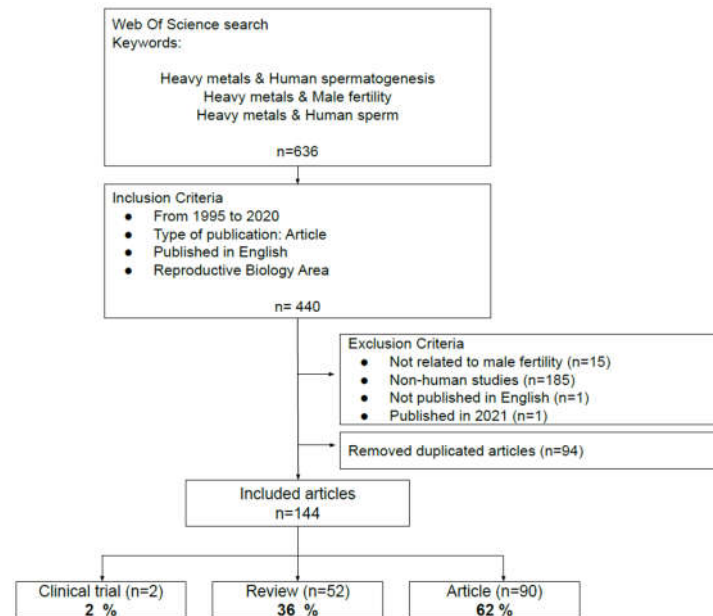 Web Of Science search
Keywords:
Heavy metals & Human spermatogenesis
Heavy metals & Male fertility
Heavy metals & Human sperm
n=636
Inclusion Criteria
● From 1995 to 2020
● Type of publication: Article
● Published in English
● Reproductive Biology Area
n= 440
Exclusion Criteria
● Not related to male fertility (n=15)
● Non-human studies (n=185)
● Not published in English (n=1)
● Published in 2021 (n=1)
Removed duplicated articles (n=94)
Included articles
n=144
Clinical trial (n=2)
2 %
Review (n=52)
36 %
Article (n=90)
62 %